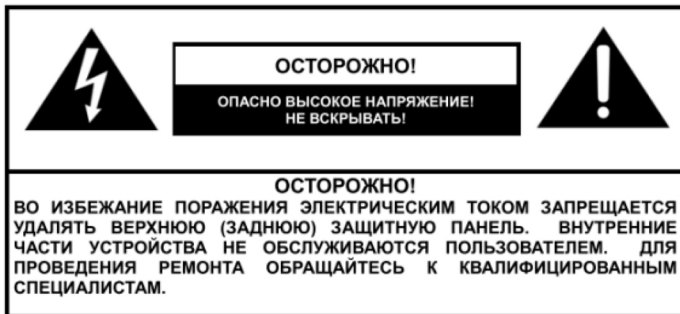 ОСТОРОЖНО!
ОПАСНО ВЫСОКОЕ НАПРЯЖЕНИЕ!
НЕ ВСКРЫВАТЬ!
ОСТОРОЖНО!
ВО ИЗБЕЖАНИЕ ПОРАЖЕНИЯ ЭЛЕКТРИЧЕСКИМ ТОКОМ ЗАПРЕЩАЕТСЯ
УДАЛЯТЬ ВЕРХНЮЮ (ЗАДНЮЮ) ЗАЩИТНУЮ ПАНЕЛЬ. ВНУТРЕННИЕ
ЧАСТИ УСТРОЙСТВА НЕ ОБСЛУЖИВАЮТСЯ ПОЛЬЗОВАТЕЛЕМ. ДЛЯ
ПРОВЕДЕНИЯ РЕМОНТА ОБРАЩАЙТЕСЬ К КВАЛИФИЦИРОВАННЫМ
СПЕЦИАЛИСТАМ.